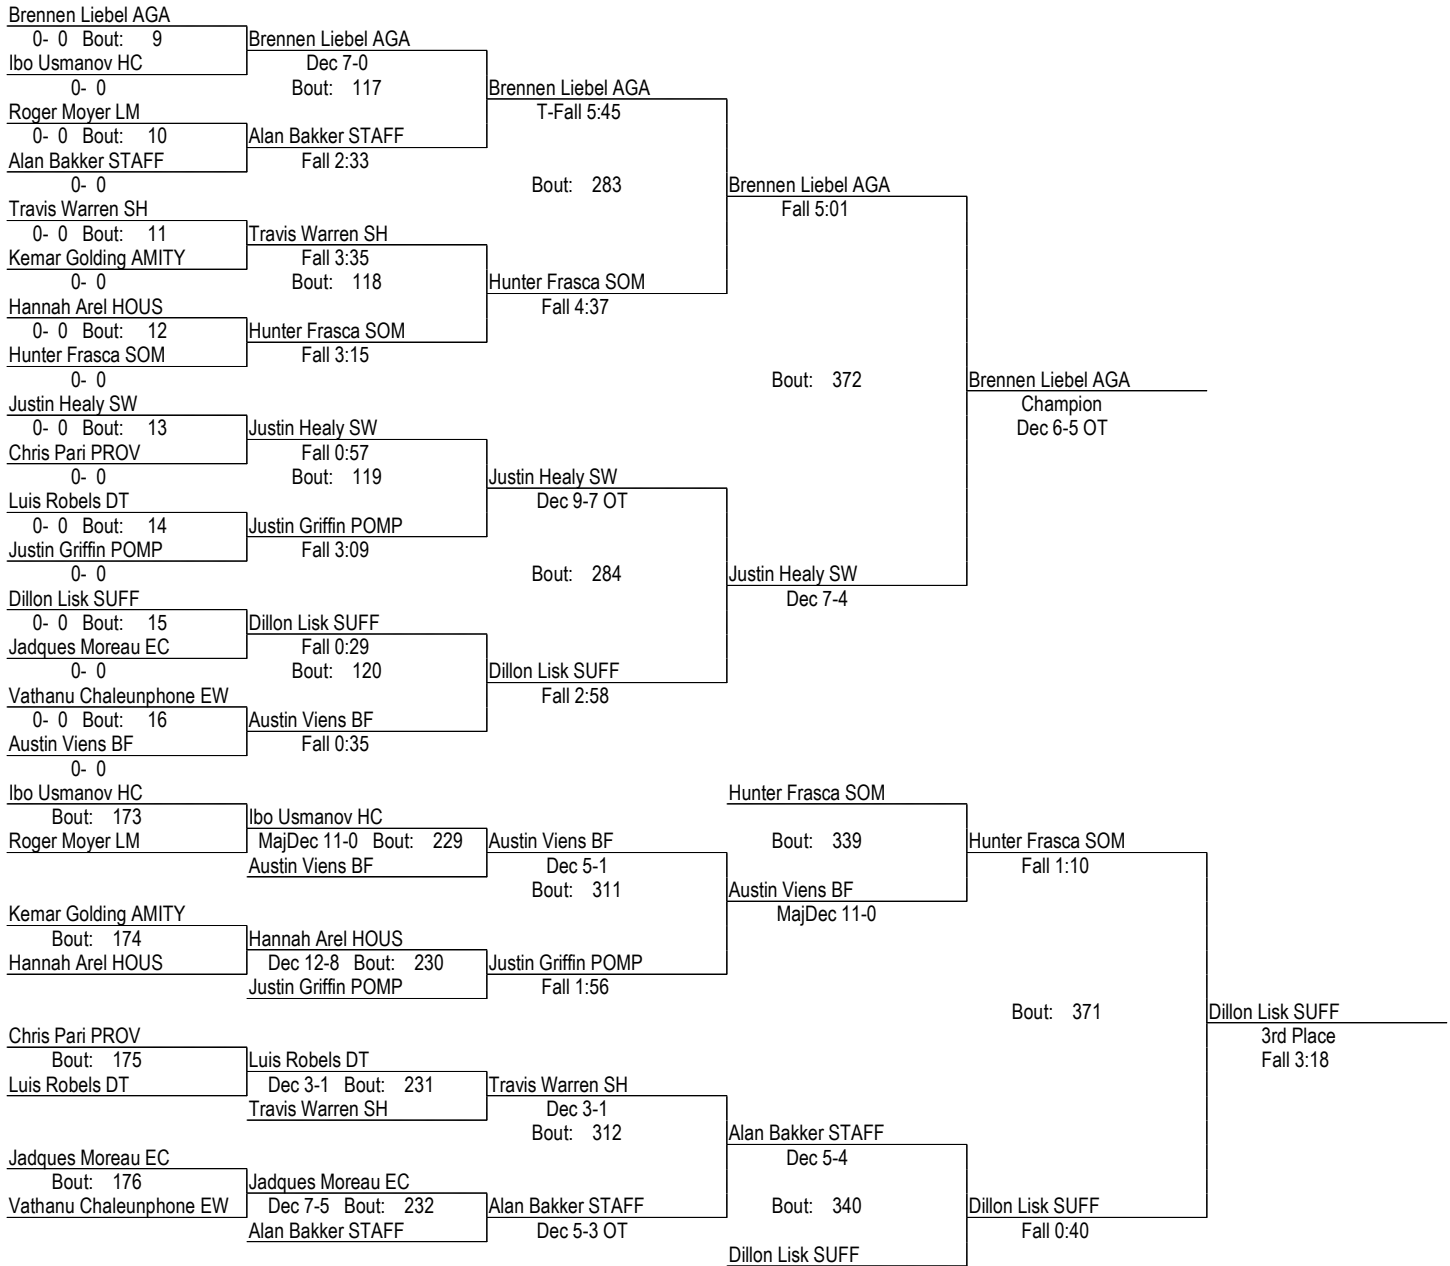 Brennen Liebel AGA
0- 0 Bout: 9 Brennen Liebel AGA
Ibo Usmanov HC Dec 7-0
0- 0 Bout: 117 Brennen Liebel AGA
Roger Moyer LM T-Fall 5:45
0- 0 Bout: 10 Alan Bakker STAFF
Alan Bakker STAFF Fall 2:33
0- 0 Bout: 283 Brennen Liebel AGA
Travis Warren SH Fall 5:01
0- 0 Bout: 11 Travis Warren SH
Kemar Golding AMITY Fall 3:35
0- 0 Bout: 118 Hunter Frasca SOM
Hannah Arel HOUS Fall 4:37
0- 0 Bout: 12 Hunter Frasca SOM
Hunter Frasca SOM Fall 3:15
0- 0 Bout: 372 Brennen Liebel AGA
Justin Healy SW Champion
0- 0 Bout: 13 Justin Healy SW Dec 6-5 OT
Chris Pari PROV Fall 0:57
0- 0 Bout: 119 Justin Healy SW
Luis Robels DT Dec 9-7 OT
0- 0 Bout: 14 Justin Griffin POMP
Justin Griffin POMP Fall 3:09
0- 0 Bout: 284 Justin Healy SW
Dillon Lisk SUFF Dec 7-4
0- 0 Bout: 15 Dillon Lisk SUFF
Jadques Moreau EC Fall 0:29
0- 0 Bout: 120 Dillon Lisk SUFF
Vathanu Chaleunphone EW Fall 2:58
0- 0 Bout: 16 Austin Viens BF
Austin Viens BF Fall 0:35
0- 0
Ibo Usmanov HC Hunter Frasca SOM
Bout: 173 Ibo Usmanov HC
Roger Moyer LM MajDec 11-0 Bout: 229 Austin Viens BF Bout: 339 Hunter Frasca SOM
Austin Viens BF Dec 5-1 Fall 1:10
Bout: 311 Austin Viens BF
Kemar Golding AMITY MajDec 11-0
Bout: 174 Hannah Arel HOUS
Hannah Arel HOUS Dec 12-8 Bout: 230 Justin Griffin POMP
Justin Griffin POMP Fall 1:56
Bout: 371 Dillon Lisk SUFF
Chris Pari PROV 3rd Place
Bout: 175 Luis Robels DT Fall 3:18
Luis Robels DT Dec 3-1 Bout: 231 Travis Warren SH
Travis Warren SH Dec 3-1
Bout: 312 Alan Bakker STAFF
Jadques Moreau EC Dec 5-4
Bout: 176 Jadques Moreau EC
Vathanu Chaleunphone EW Dec 7-5 Bout: 232 Alan Bakker STAFF Bout: 340 Dillon Lisk SUFF
Alan Bakker STAFF Dec 5-3 OT Fall 0:40
Dillon Lisk SUFF